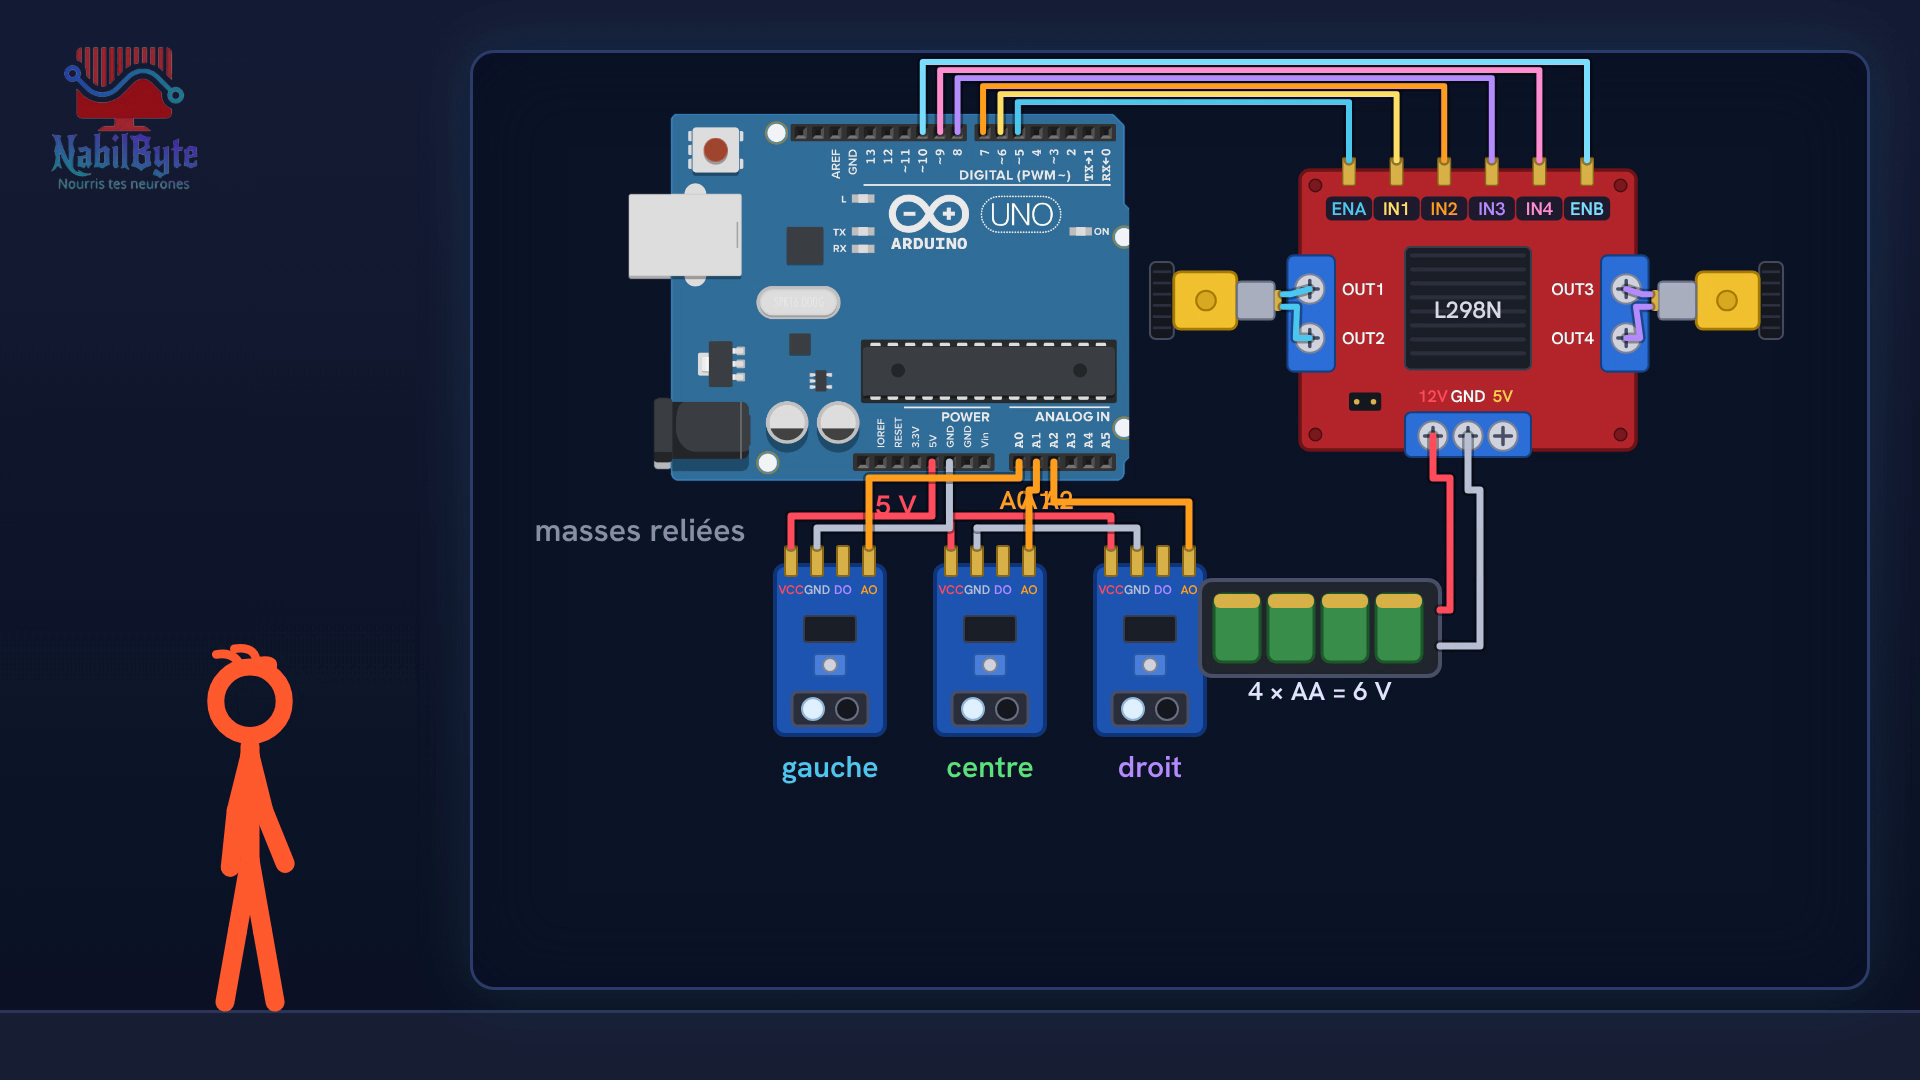 NabilByte
Nourris tes neurones
AREF
GND
13
12
~11
~10
~9
8
7
~6
~5
4
~3
2
TX→1
RX←0
DIGITAL (PWM~)
L
TX
RX
ARDUINO
UNO
ON
POWER
ANALOG IN
IOREF
RESET
3.3V
5V
GND
GND
Vin
A0
A1
A2
A3
A4
A5
ENA
IN1
IN2
IN3
IN4
ENB
OUT1
OUT2
L298N
OUT3
OUT4
12V GND 5V
5 V
A0 A1 A2
masses reliées
VCC GND DO AO
VCC GND DO AO
VCC GND DO AO
4 × AA = 6 V
gauche
centre
droit